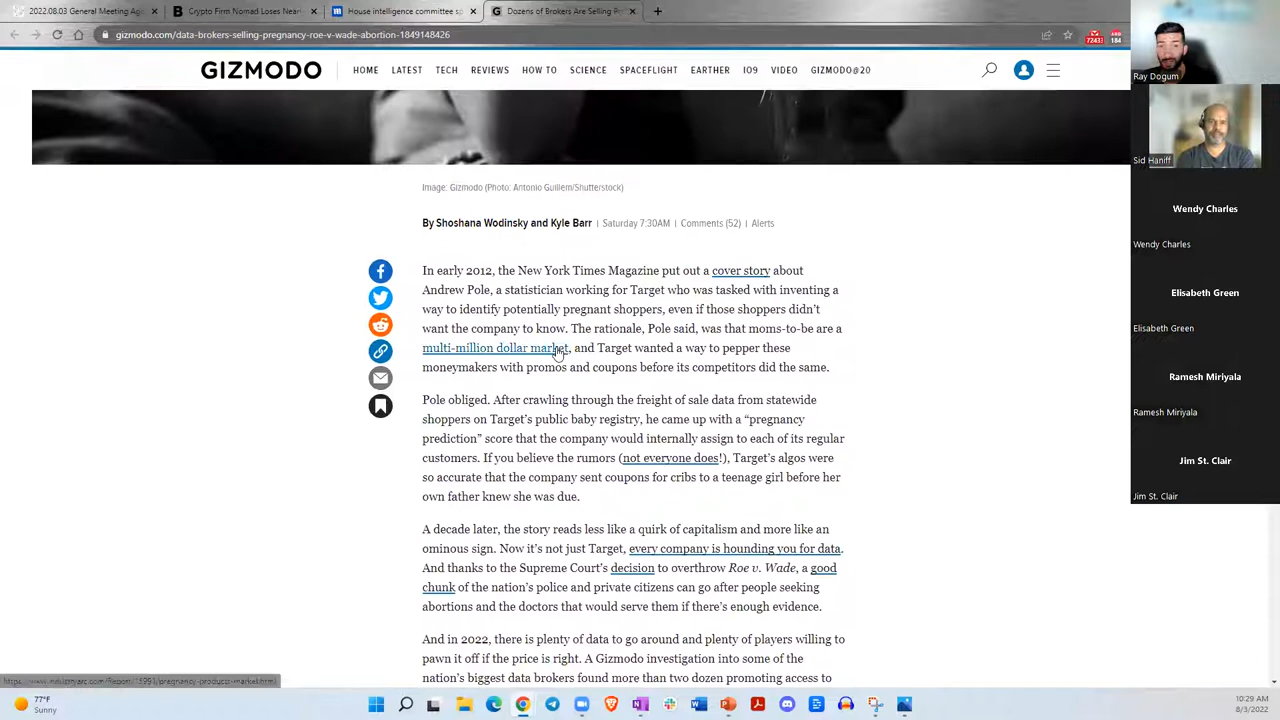 2022.08.03 General Meeting Ag
Crypto Firm Nomad Loses Near
House intelligence committee sp
Dozens of Brokers Are Selling P
gizmodo.com/data-brokers-selling-pregnancy-roe-v-wade-abortion-1849148426
GIZMODO
HOME LATEST TECH REVIEWS HOW TO SCIENCE SPACEFLIGHT EARTHER IO9 VIDEO GIZMODO@20
Image: Gizmodo (Photo: Antonio Guillem/Shutterstock)
By Shoshana Wodinsky and Kyle Barr | Saturday 7:30AM | Comments (52) | Alerts
In early 2012, the New York Times Magazine put out a cover story about
Andrew Pole, a statistician working for Target who was tasked with inventing a
way to identify potentially pregnant shoppers, even if those shoppers didn't
want the company to know. The rationale, Pole said, was that moms-to-be are a
multi-million dollar market, and Target wanted a way to pepper these
moneymakers with promos and coupons before its competitors did the same.
Pole obliged. After crawling through the freight of sale data from statewide
shoppers on Target's public baby registry, he came up with a “pregnancy
prediction” score that the company would internally assign to each of its regular
customers. If you believe the rumors (not everyone does!), Target's algos were
so accurate that the company sent coupons for cribs to a teenage girl before her
own father knew she was due.
A decade later, the story reads less like a quirk of capitalism and more like an
ominous sign. Now it's not just Target, every company is hounding you for data.
And thanks to the Supreme Court's decision to overthrow Roe v. Wade, a good
chunk of the nation's police and private citizens can go after people seeking
abortions and the doctors that would serve them if there's enough evidence.
And in 2022, there is plenty of data to go around and plenty of players willing to
pawn it off if the price is right. A Gizmodo investigation into some of the
nation's biggest data brokers found more than two dozen promoting access to
Ray Dogum
Sid Haniff
Wendy Charles
Wendy Charles
Elisabeth Green
Elisabeth Green
Ramesh Miriyala
Ramesh Miriyala
Jim St. Clair
Jim St. Clair
77°F
Sunny
10:29 AM
8/3/2022